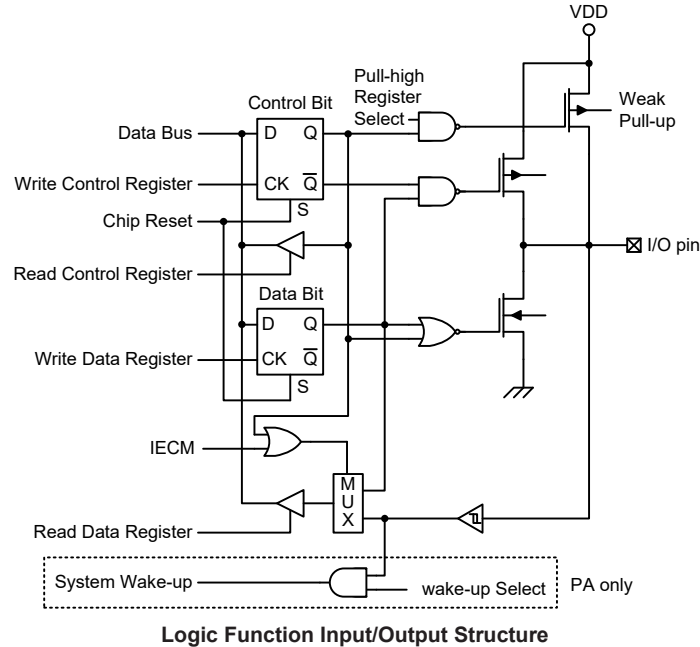 VDD
Pull-high
Register
Select
Weak
Pull-up
Control Bit
Data Bus
D
Q
Write Control Register
CK
Q
S
Chip Reset
I/O pin
Read Control Register
Data Bit
D
Q
Write Data Register
CK
Q
S
IECM
M
U
X
Read Data Register
System Wake-up
wake-up Select
PA only
Logic Function Input/Output Structure